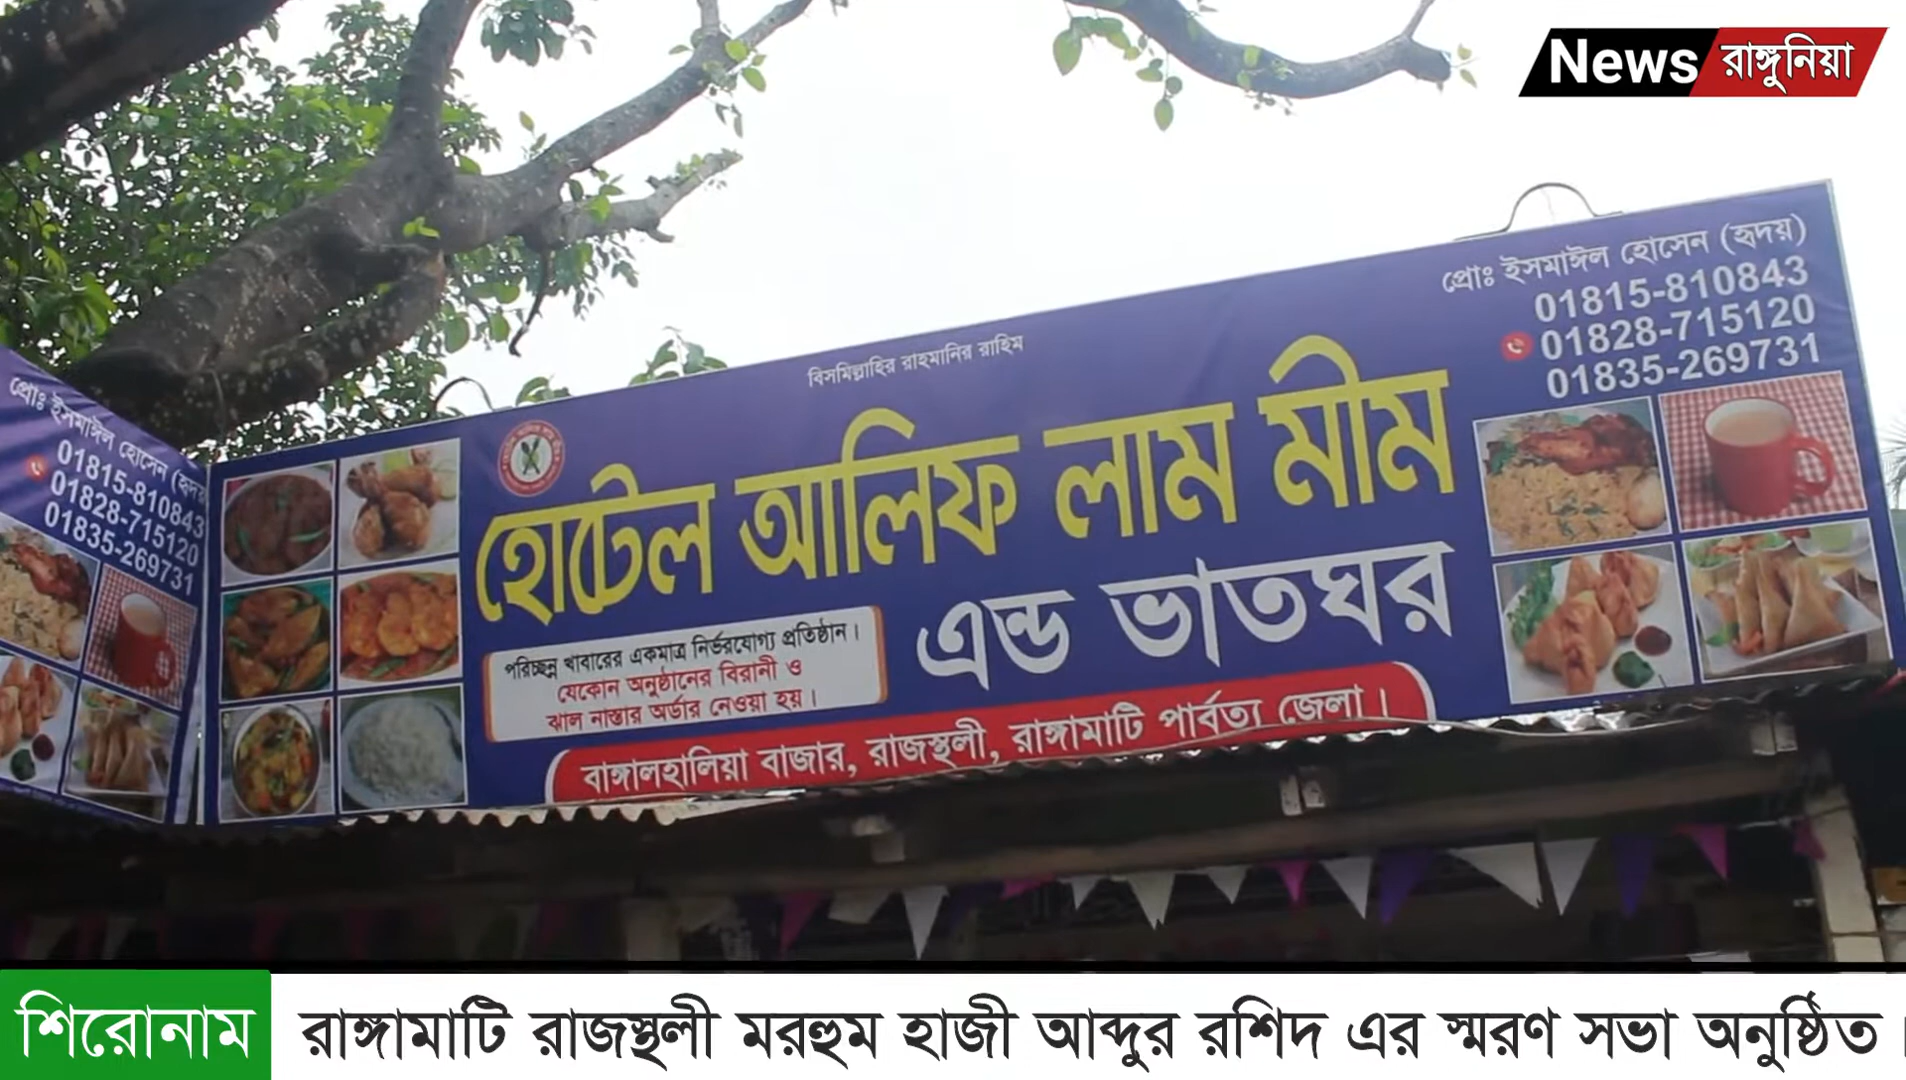 News রাঙ্গুনিয়া
প্রোঃ ইসমাঈল হোসেন (হৃদয়)
01815-810843
01828-715120
01835-269731
বিসমিল্লাহির রাহমানির রাহিম
হোটেল আলিফ লাম মীম
এন্ড ভাতঘর
পরিচ্ছন্ন খাবারের একমাত্র নির্ভরযোগ্য প্রতিষ্ঠান।
যেকোন অনুষ্ঠানের বিরানী ও
ঝাল নাস্তার অর্ডার নেওয়া হয়।
বাঙ্গালহালিয়া বাজার, রাজস্থলী, রাঙ্গামাটি পার্বত্য জেলা।
প্রোঃ ইসমাঈল হোসেন (হৃদয়
01815-810843
01828-715120
01835-269731
শিরোনাম
রাঙ্গামাটি রাজস্থলী মরহুম হাজী আব্দুর রশিদ এর স্মরণ সভা অনুষ্ঠিত।